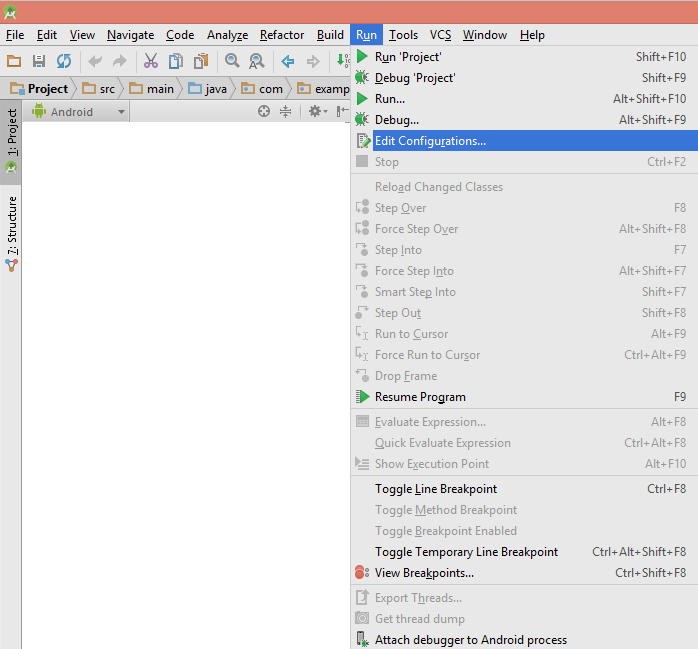 File Edit View Navigate Code Analyze Refactor Build Run Tools VCS Window Help
Project src main java com examp
Android
1: Project
7: Structure
Run 'Project' Shift+F10
Debug 'Project' Shift+F9
Run... Alt+Shift+F10
Debug... Alt+Shift+F9
Edit Configurations...
Stop Ctrl+F2
Reload Changed Classes
Step Over F8
Force Step Over Alt+Shift+F8
Step Into F7
Force Step Into Alt+Shift+F7
Smart Step Into Shift+F7
Step Out Shift+F8
Run to Cursor Alt+F9
Force Run to Cursor Ctrl+Alt+F9
Drop Frame
Resume Program F9
Evaluate Expression... Alt+F8
Quick Evaluate Expression Ctrl+Alt+F8
Show Execution Point Alt+F10
Toggle Line Breakpoint Ctrl+F8
Toggle Method Breakpoint
Toggle Breakpoint Enabled
Toggle Temporary Line Breakpoint Ctrl+Alt+Shift+F8
View Breakpoints... Ctrl+Shift+F8
Export Threads...
Get thread dump
Attach debugger to Android process